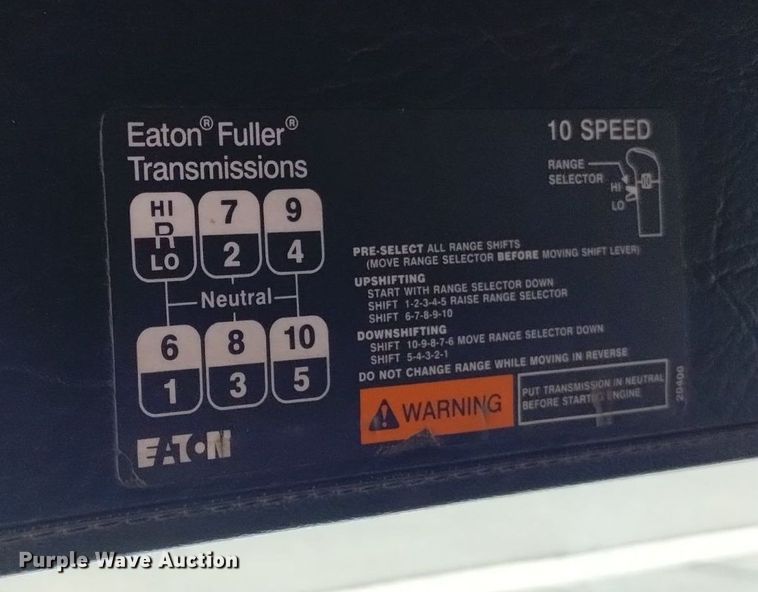 Eaton® Fuller®
Transmissions
10 SPEED
RANGE
SELECTOR
HI
LO
HI 7 9
R
LO 2 4
Neutral
6 8 10
1 3 5
EATON
PRE-SELECT ALL RANGE SHIFTS
(MOVE RANGE SELECTOR BEFORE MOVING SHIFT LEVER)
UPSHIFTING
START WITH RANGE SELECTOR DOWN
SHIFT 1-2-3-4-5 RAISE RANGE SELECTOR
SHIFT 6-7-8-9-10
DOWNSHIFTING
SHIFT 10-9-8-7-6 MOVE RANGE SELECTOR DOWN
SHIFT 5-4-3-2-1
DO NOT CHANGE RANGE WHILE MOVING IN REVERSE
WARNING
PUT TRANSMISSION IN NEUTRAL
BEFORE STARTING ENGINE
20400
Purple Wave Auction